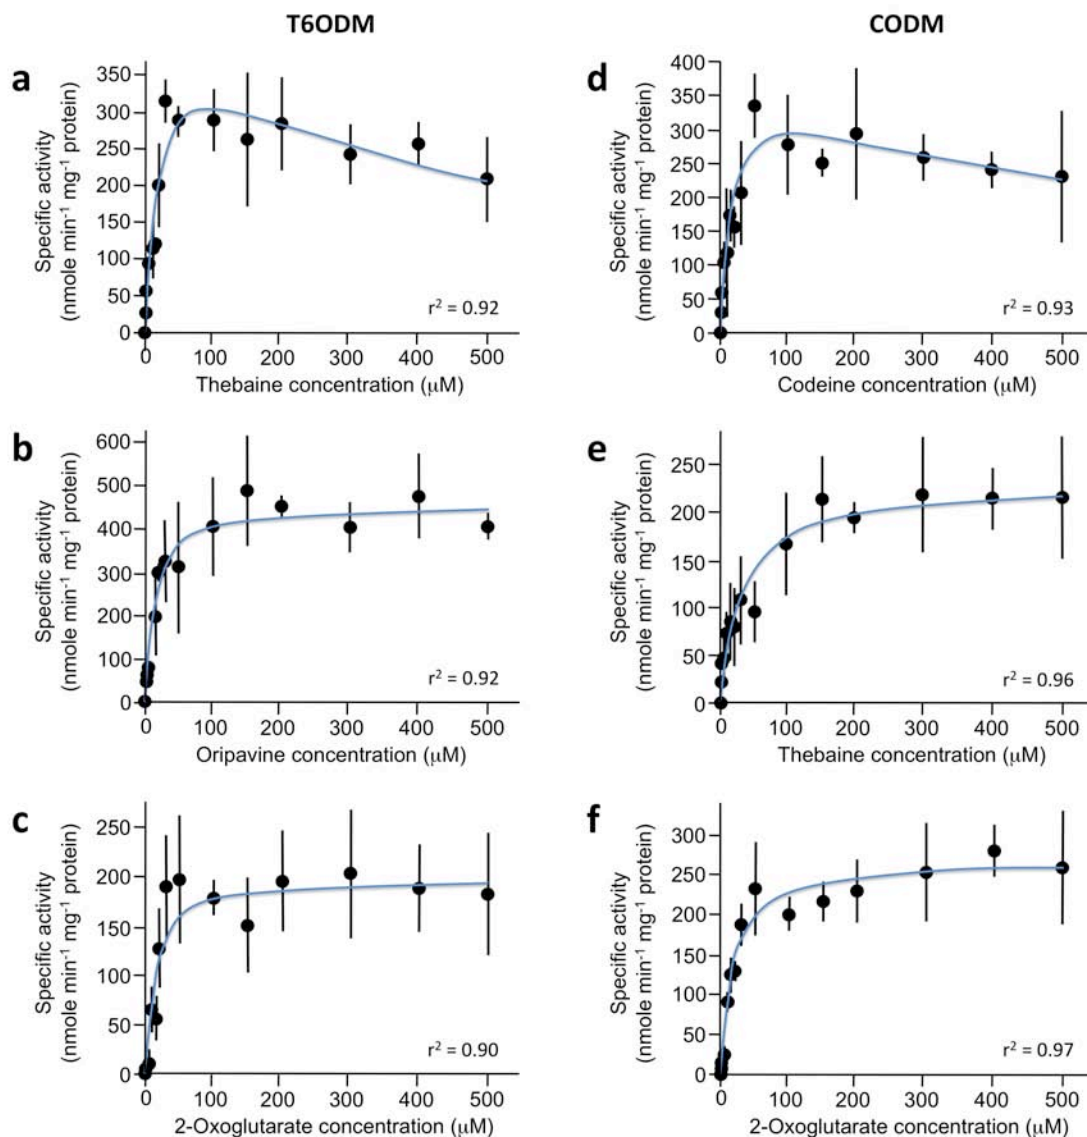 T6ODM
CODM
a
Specific activity
(nmole min⁻¹ mg⁻¹ protein)
350
300
250
200
150
100
50
0
r² = 0.92
0 100 200 300 400 500
Thebaine concentration (μM)
d
Specific activity
(nmole min⁻¹ mg⁻¹ protein)
400
350
300
250
200
150
100
50
0
r² = 0.93
0 100 200 300 400 500
Codeine concentration (μM)
b
Specific activity
(nmole min⁻¹ mg⁻¹ protein)
600
500
400
300
200
100
0
r² = 0.92
0 100 200 300 400 500
Oripavine concentration (μM)
e
Specific activity
(nmole min⁻¹ mg⁻¹ protein)
250
200
150
100
50
0
r² = 0.96
0 100 200 300 400 500
Thebaine concentration (μM)
c
Specific activity
(nmole min⁻¹ mg⁻¹ protein)
250
200
150
100
50
0
r² = 0.90
0 100 200 300 400 500
2-Oxoglutarate concentration (μM)
f
Specific activity
(nmole min⁻¹ mg⁻¹ protein)
300
250
200
150
100
50
0
r² = 0.97
0 100 200 300 400 500
2-Oxoglutarate concentration (μM)